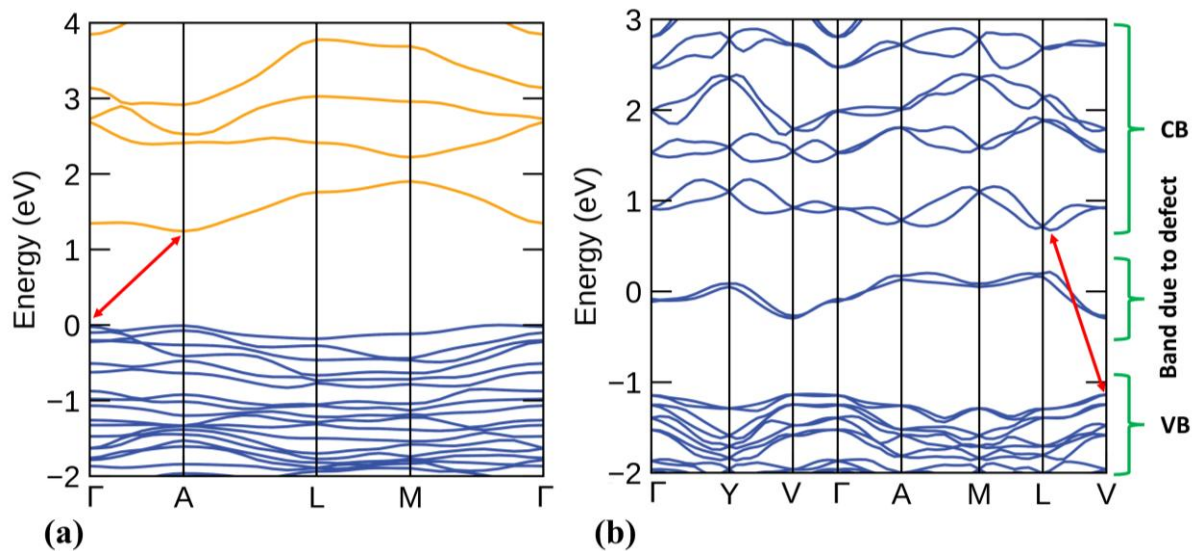 4
3
2
1
0
−1
−2
Energy (eV)
Γ A L M Γ
(a)
3
2
1
0
−1
−2
Energy (eV)
Γ Y V Γ A M L V
(b)
CB
Band due to defect
VB